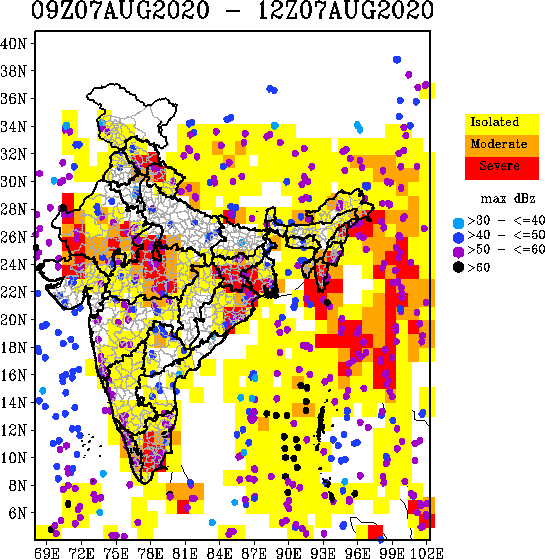 09Z07AUG2020 – 12Z07AUG2020
40N
38N
36N
34N
32N
30N
28N
26N
24N
22N
20N
18N
16N
14N
12N
10N
8N
6N
69E 72E 75E 78E 81E 84E 87E 90E 93E 96E 99E 102E
Isolated
Moderate
Severe
max dBz
>30 - <=40
>40 - <=50
>50 - <=60
>60